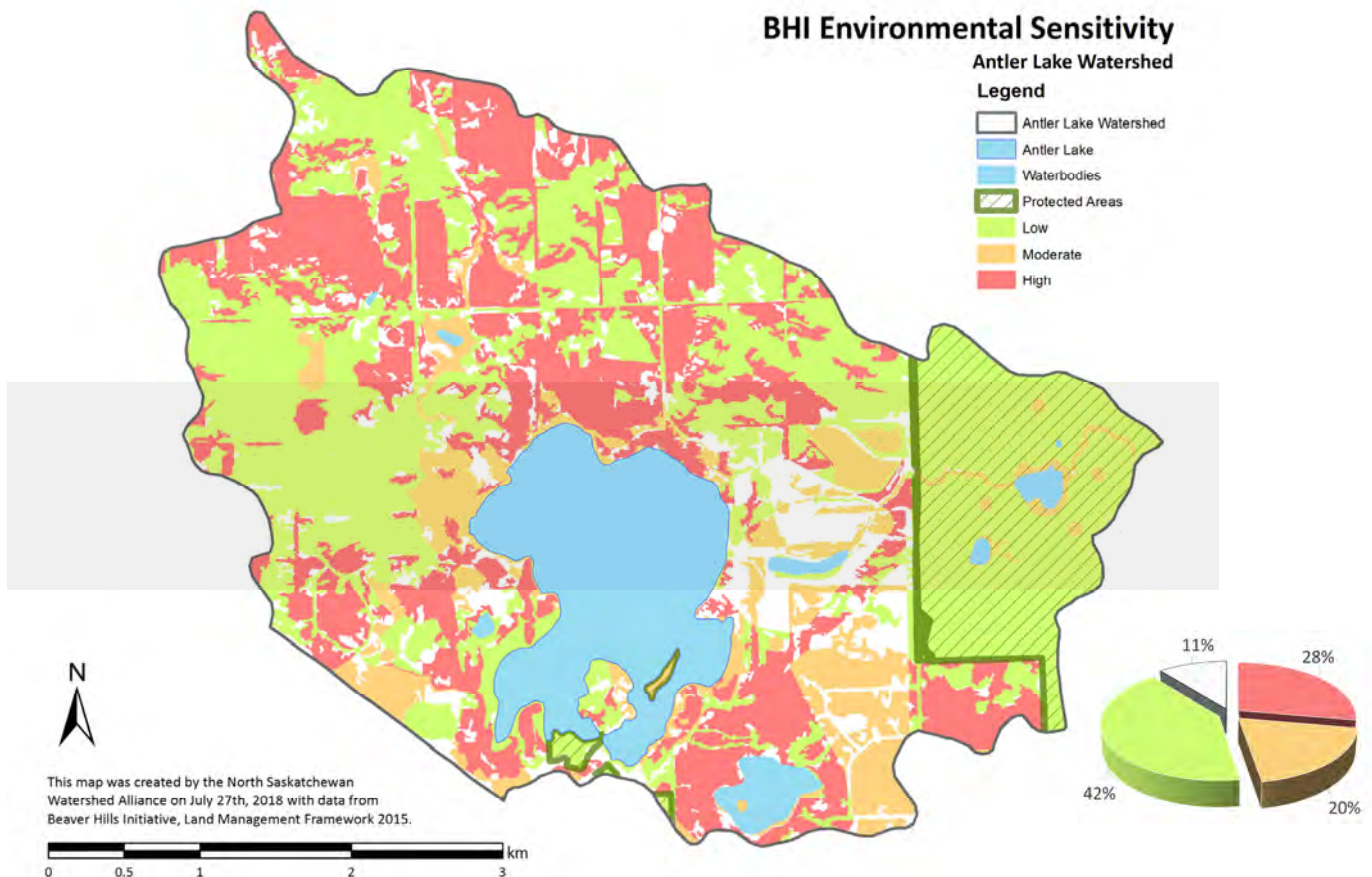 BHI Environmental Sensitivity
Antler Lake Watershed
Legend
Antler Lake Watershed
Antler Lake
Waterbodies
Protected Areas
Low
Moderate
High
11%
28%
42%
20%
N
This map was created by the North Saskatchewan
Watershed Alliance on July 27th, 2018 with data from
Beaver Hills Initiative, Land Management Framework 2015.
km
0 0.5 1 2 3